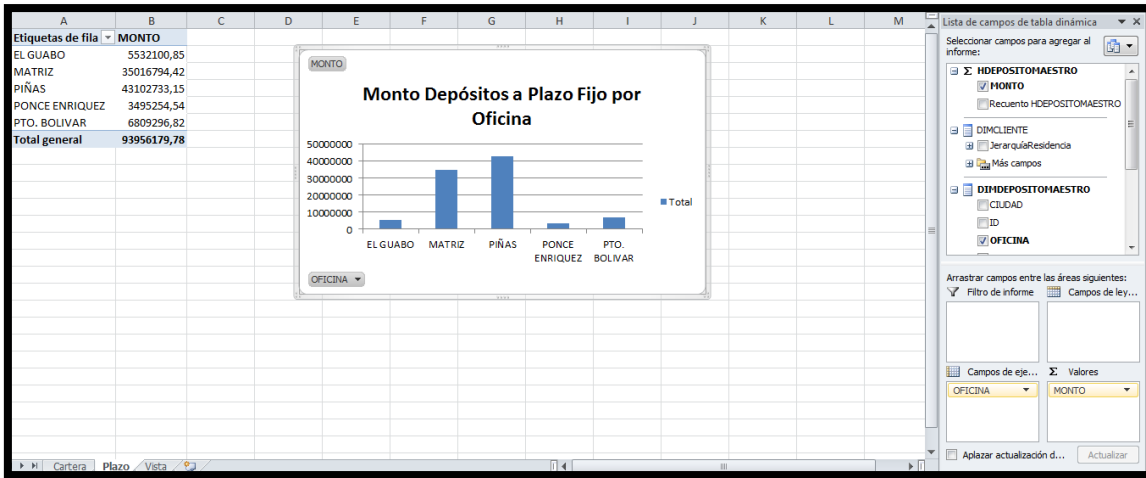 A B C D E F G H I J K L M
Etiquetas de fila MONTO
EL GUABO 5532100,85
MATRIZ 35016794,42
PIÑAS 43102733,15
PONCE ENRIQUEZ 3495254,54
PTO. BOLIVAR 6809296,82
Total general 93956179,78
MONTO
Monto Depósitos a Plazo Fijo por
Oficina
50000000
40000000
30000000
20000000
10000000
0
EL GUABO MATRIZ PIÑAS PONCE ENRIQUEZ PTO. BOLIVAR
Total
OFICINA
Cartera Plazo Vista
Lista de campos de tabla dinámica
Seleccionar campos para agregar al
informe:
Σ HDEPOSITOMAESTRO
MONTO
Recuento HDEPOSITOMAESTRO
DIMCLIENTE
JerarquíaResidencia
Más campos
DIMDEPOSITOMAESTRO
CIUDAD
ID
OFICINA
Arrastrar campos entre las áreas siguientes:
Filtro de informe Campos de ley...
Campos de eje... Σ Valores
OFICINA MONTO
Aplazar actualización d... Actualizar